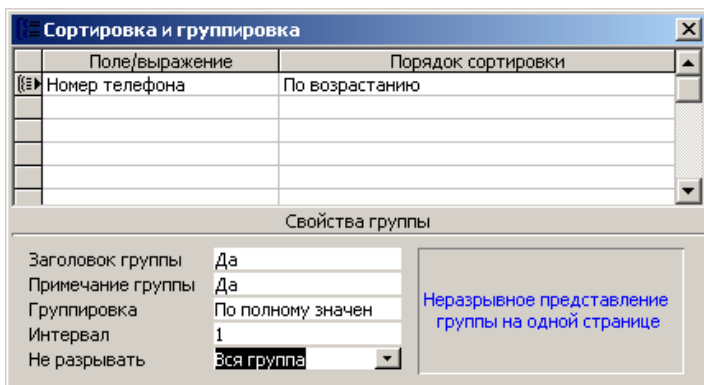 Сортировка и группировка
Поле/выражение Порядок сортировки
Номер телефона По возрастанию
Свойства группы
Заголовок группы Да
Примечание группы Да
Группировка По полному значен
Интервал 1
Не разрывать Вся группа
Неразрывное представление
группы на одной странице